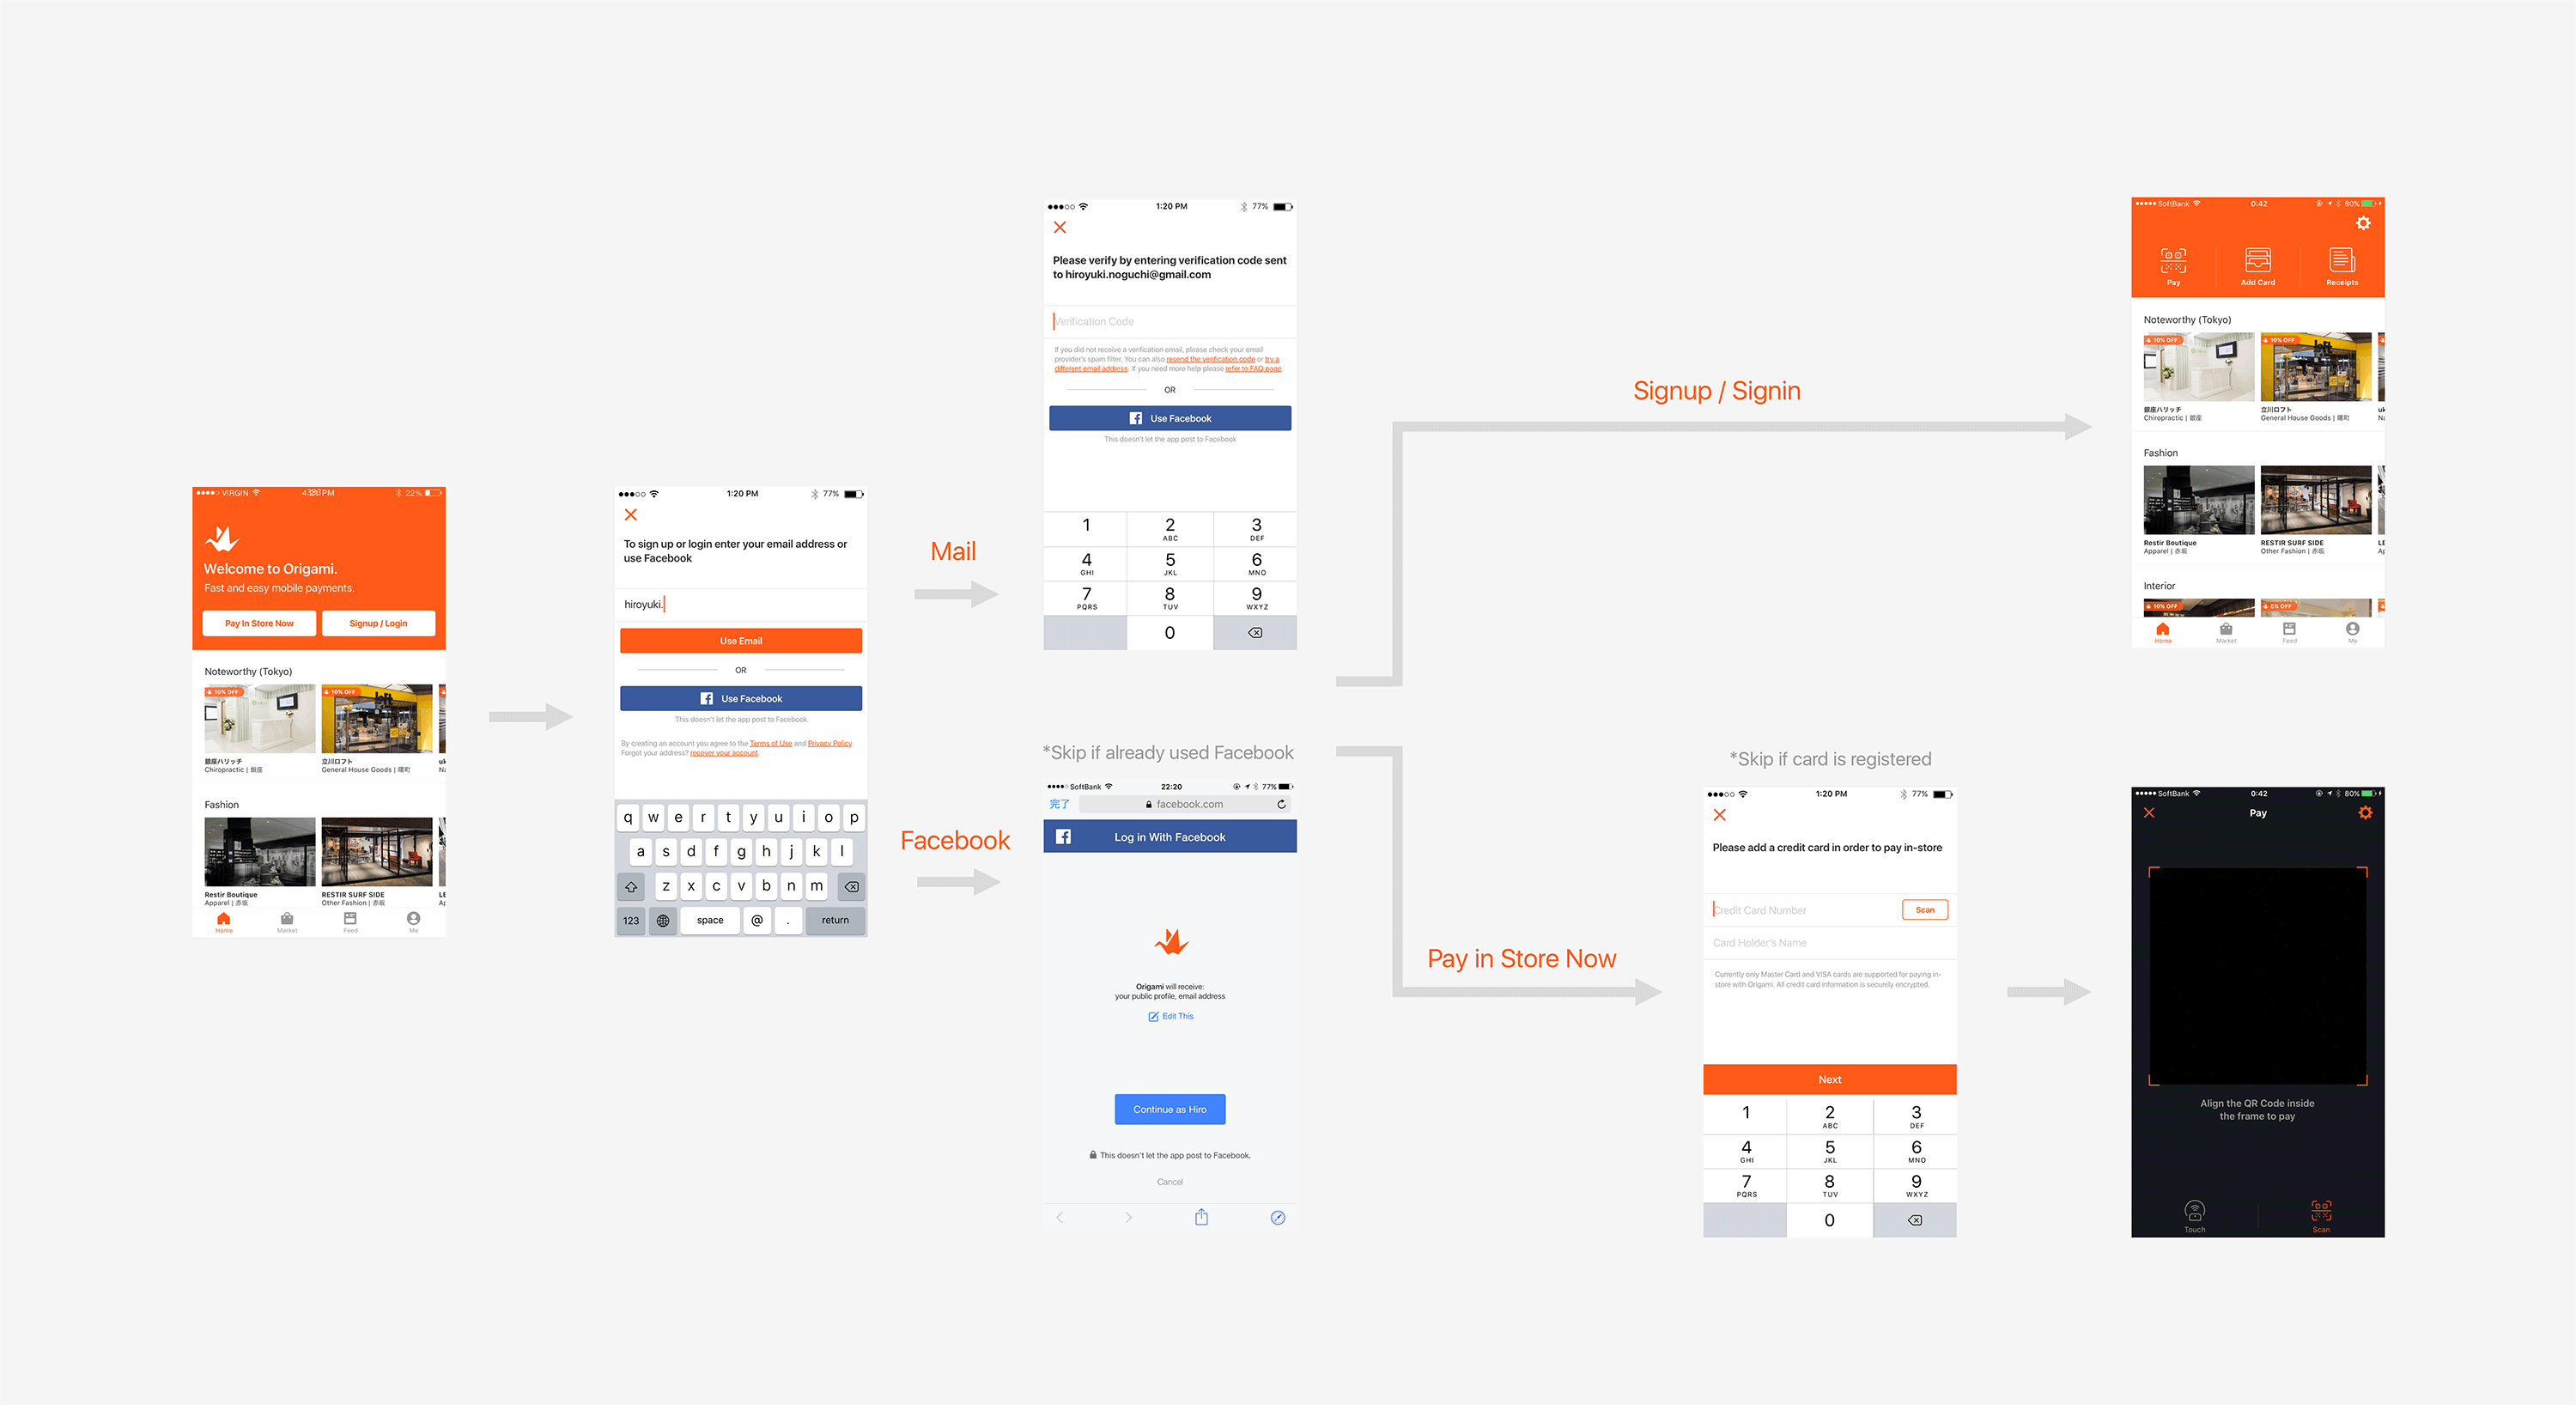 VIRGIN
22%
Welcome to Origami.
Fast and easy mobile payments.
Pay In Store Now
Signup / Login
Noteworthy (Tokyo)
10% OFF
10% OFF
loft
銀座ハリッチ
Chiropractic | 銀座
立川ロフト
General House Goods | 曙町
uk
Na
Fashion
Restir Boutique
Apparel | 赤坂
RESTIR SURF SIDE
Other Fashion | 赤坂
LE
Ap
Home
Market
Feed
Me
1:20 PM
77%
To sign up or login enter your email address or
use Facebook
hiroyuki.
Use Email
OR
Use Facebook
This doesn't let the app post to Facebook
By creating an account you agree to the Terms of Use and Privacy Policy.
Forgot your address? recover your account.
q w e r t y u i o p
a s d f g h j k l
z x c v b n m
123 space @ . return
Mail
Facebook
1:20 PM
77%
Please verify by entering verification code sent
to hiroyuki.noguchi@gmail.com
Verification Code
If you did not receive a verification email, please check your email
provider's spam filter. You can also resend the verification code or try a
different email address. If you need more help please refer to FAQ page.
OR
Use Facebook
This doesn't let the app post to Facebook
1 2 3
ABC DEF
4 5 6
GHI JKL MNO
7 8 9
PQRS TUV WXYZ
0
*Skip if already used Facebook
SoftBank
22:20
77%
完了
facebook.com
Log in With Facebook
Origami will receive:
your public profile, email address
Edit This
Continue as Hiro
This doesn't let the app post to Facebook.
Cancel
Signup / Signin
Pay in Store Now
*Skip if card is registered
1:20 PM
77%
Please add a credit card in order to pay in-store
Credit Card Number
Scan
Card Holder's Name
Currently only Master Card and VISA cards are supported for paying in-
store with Origami. All credit card information is securely encrypted.
Next
1 2 3
ABC DEF
4 5 6
GHI JKL MNO
7 8 9
PQRS TUV WXYZ
0
SoftBank
0:42
80%
Pay
Add Card
Receipts
Noteworthy (Tokyo)
10% OFF
10% OFF
loft
銀座ハリッチ
Chiropractic | 銀座
立川ロフト
General House Goods | 曙町
uk
Na
Fashion
Restir Boutique
Apparel | 赤坂
RESTIR SURF SIDE
Other Fashion | 赤坂
LE
Ap
Interior
10% OFF
5% OFF
Home
Market
Feed
Me
SoftBank
0:42
80%
Pay
Align the QR Code inside
the frame to pay
Touch
Scan